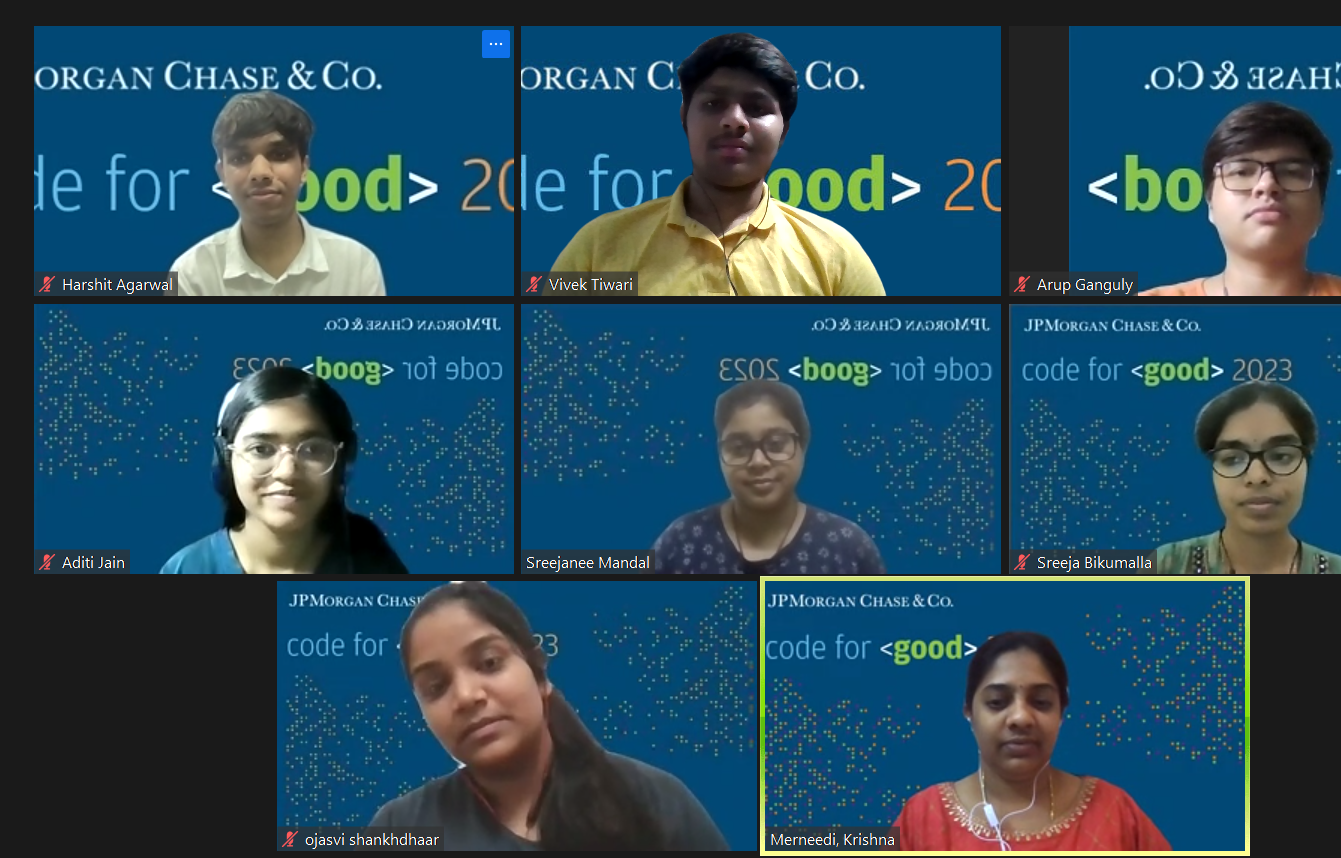 ORGAN CHASE & CO.
de for <good> 20
Harshit Agarwal
ORGAN C CO.
de for ood> 20
Vivek Tiwari
CHASE & CO.
<bo
Arup Ganguly
JPMORGAN CHASE & CO.
code for <good> 2023
Aditi Jain
JPMORGAN CHASE & CO.
code for <good> 2023
Sreejanee Mandal
JPMORGAN CHASE & CO.
code for <good> 2023
Sreeja Bikumalla
JPMORGAN CHASE
code for < 23
ojasvi shankhdhaar
JPMORGAN CHASE & CO.
code for <good>
Merneedi, Krishna